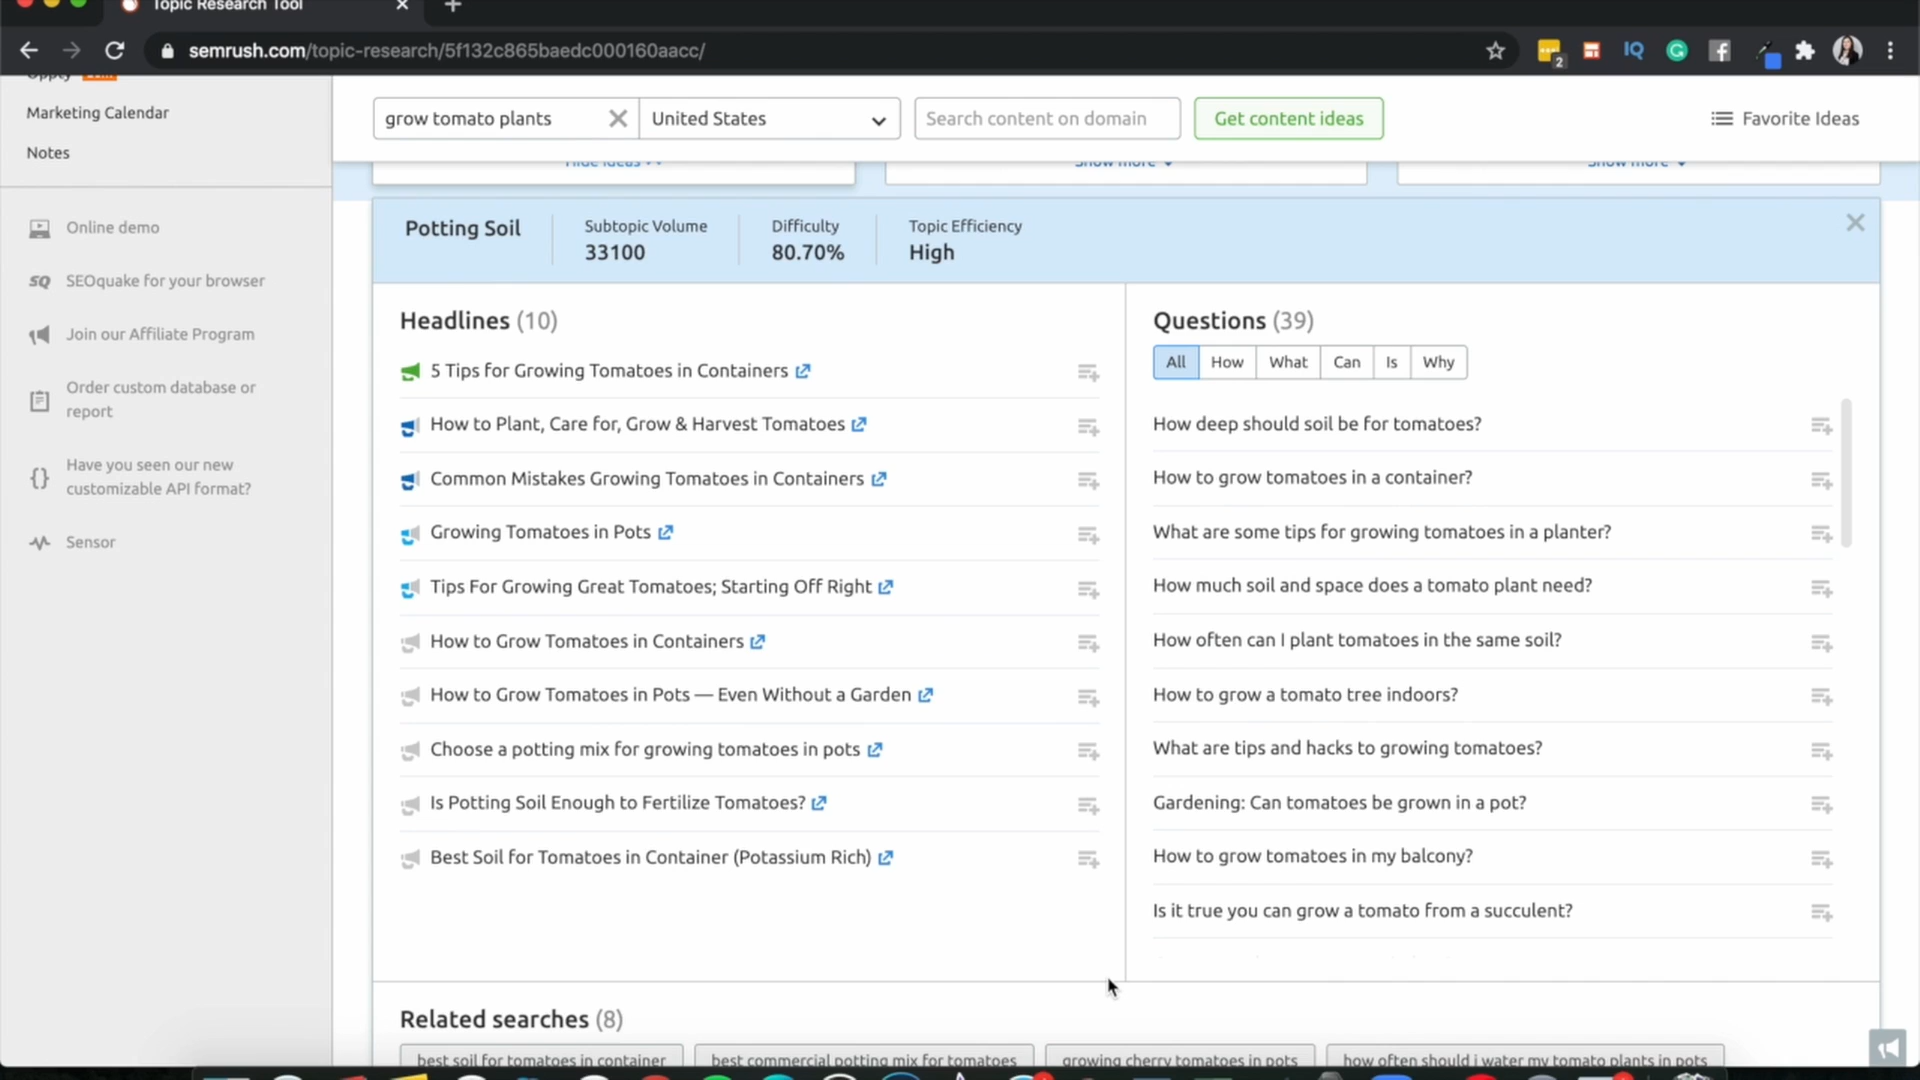 Topic Research Tool
semrush.com/topic-research/5f132c865baedc000160aacc/
2
IQ
Marketing Calendar
Notes
Online demo
SQ SEOquake for your browser
Join our Affiliate Program
Order custom database or
report
{} Have you seen our new
customizable API format?
Sensor
grow tomato plants
United States
Search content on domain
Get content ideas
Favorite Ideas
Hide ideas
Show more
Show more
Potting Soil
Subtopic Volume
33100
Difficulty
80.70%
Topic Efficiency
High
Headlines (10)
5 Tips for Growing Tomatoes in Containers
How to Plant, Care for, Grow & Harvest Tomatoes
Common Mistakes Growing Tomatoes in Containers
Growing Tomatoes in Pots
Tips For Growing Great Tomatoes; Starting Off Right
How to Grow Tomatoes in Containers
How to Grow Tomatoes in Pots — Even Without a Garden
Choose a potting mix for growing tomatoes in pots
Is Potting Soil Enough to Fertilize Tomatoes?
Best Soil for Tomatoes in Container (Potassium Rich)
Questions (39)
All How What Can Is Why
How deep should soil be for tomatoes?
How to grow tomatoes in a container?
What are some tips for growing tomatoes in a planter?
How much soil and space does a tomato plant need?
How often can I plant tomatoes in the same soil?
How to grow a tomato tree indoors?
What are tips and hacks to growing tomatoes?
Gardening: Can tomatoes be grown in a pot?
How to grow tomatoes in my balcony?
Is it true you can grow a tomato from a succulent?
Related searches (8)
best soil for tomatoes in container
best commercial potting mix for tomatoes
growing cherry tomatoes in pots
how often should i water my tomato plants in pots